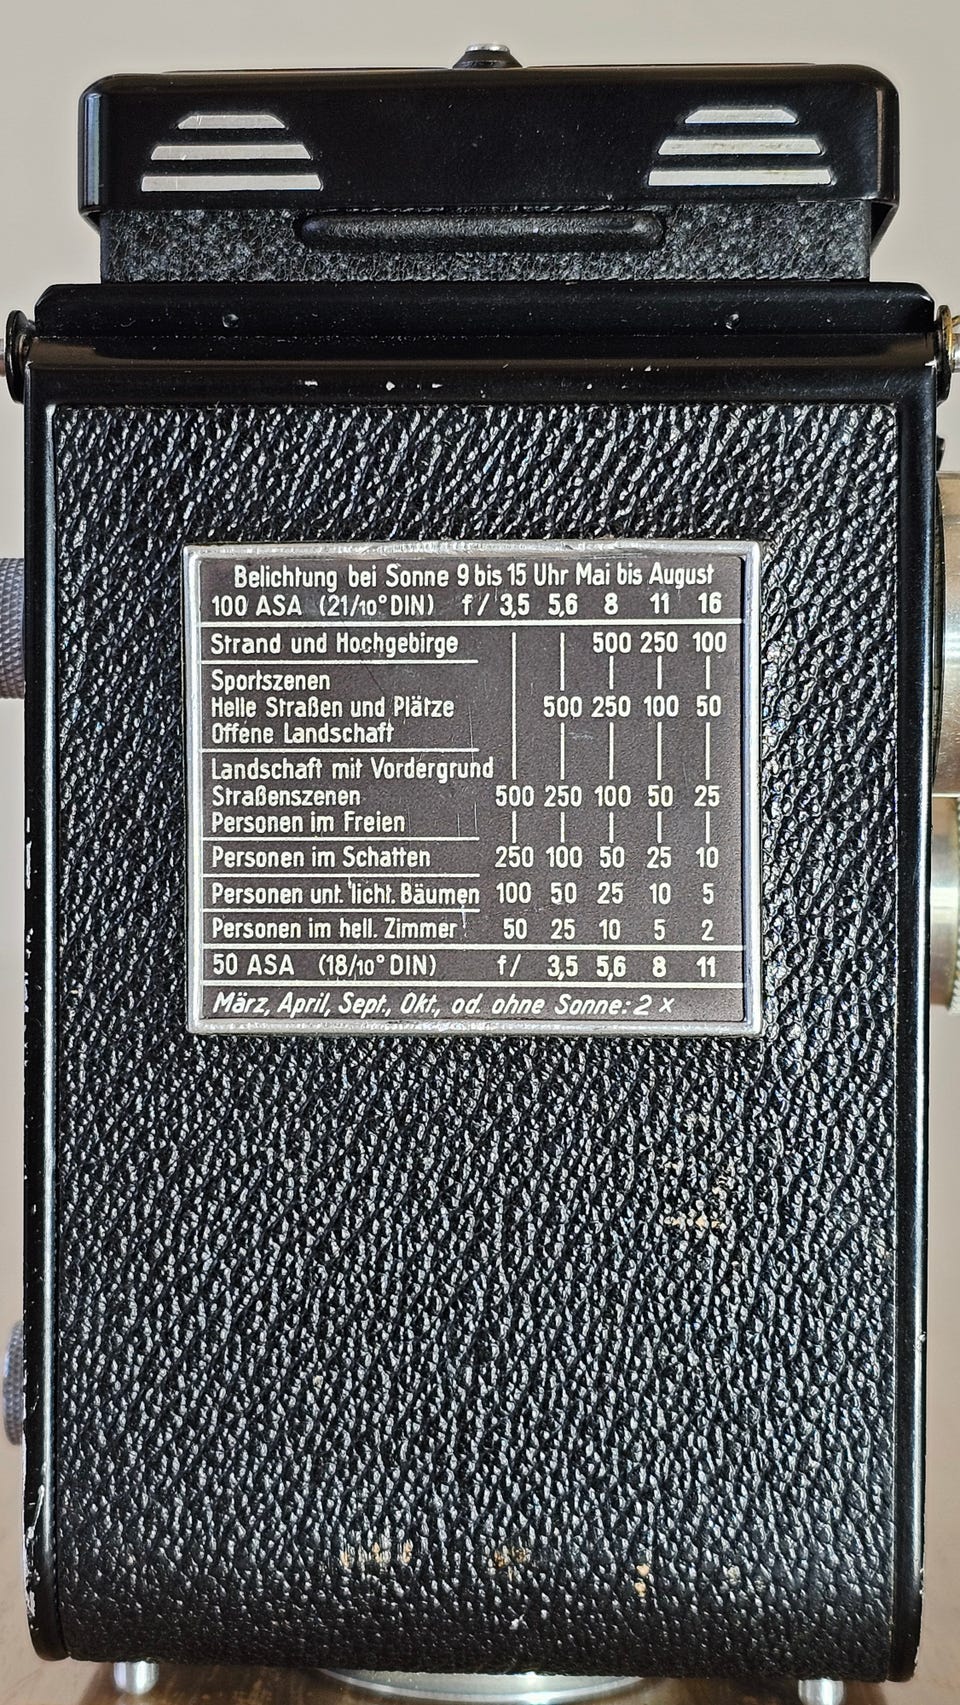 Belichtung bei Sonne 9 bis 15 Uhr Mai bis August
100 ASA (21/10° DIN) f/ 3,5 5,6 8 11 16
Strand und Hochgebirge 500 250 100
Sportszenen
Helle Straßen und Plätze 500 250 100 50
Offene Landschaft
Landschaft mit Vordergrund
Straßenszenen 500 250 100 50 25
Personen im Freien
Personen im Schatten 250 100 50 25 10
Personen unt. licht. Bäumen 100 50 25 10 5
Personen im hell. Zimmer 50 25 10 5 2
50 ASA (18/10° DIN) f/ 3,5 5,6 8 11
März, April, Sept., Okt., od. ohne Sonne: 2 x